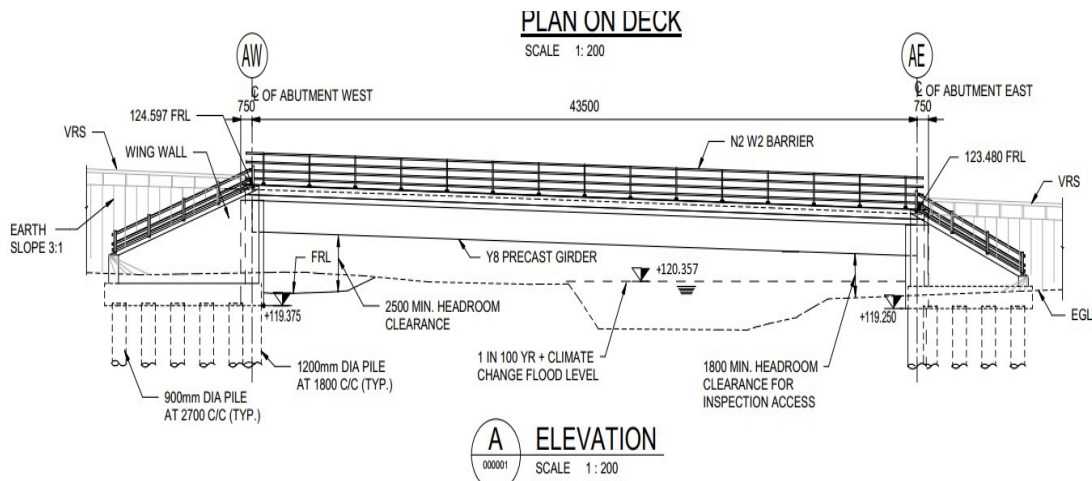 PLAN ON DECK
SCALE 1: 200
AW
AE
℄ OF ABUTMENT WEST
℄ OF ABUTMENT EAST
750
43500
750
124.597 FRL
VRS
WING WALL
N2 W2 BARRIER
123.480 FRL
VRS
EARTH
SLOPE 3:1
FRL
Y8 PRECAST GIRDER
+120.357
2500 MIN. HEADROOM
CLEARANCE
+119.375
+119.250
EGL
1 IN 100 YR + CLIMATE
CHANGE FLOOD LEVEL
1800 MIN. HEADROOM
CLEARANCE FOR
INSPECTION ACCESS
1200mm DIA PILE
AT 1800 C/C (TYP.)
900mm DIA PILE
AT 2700 C/C (TYP.)
A
000001
ELEVATION
SCALE 1 : 200